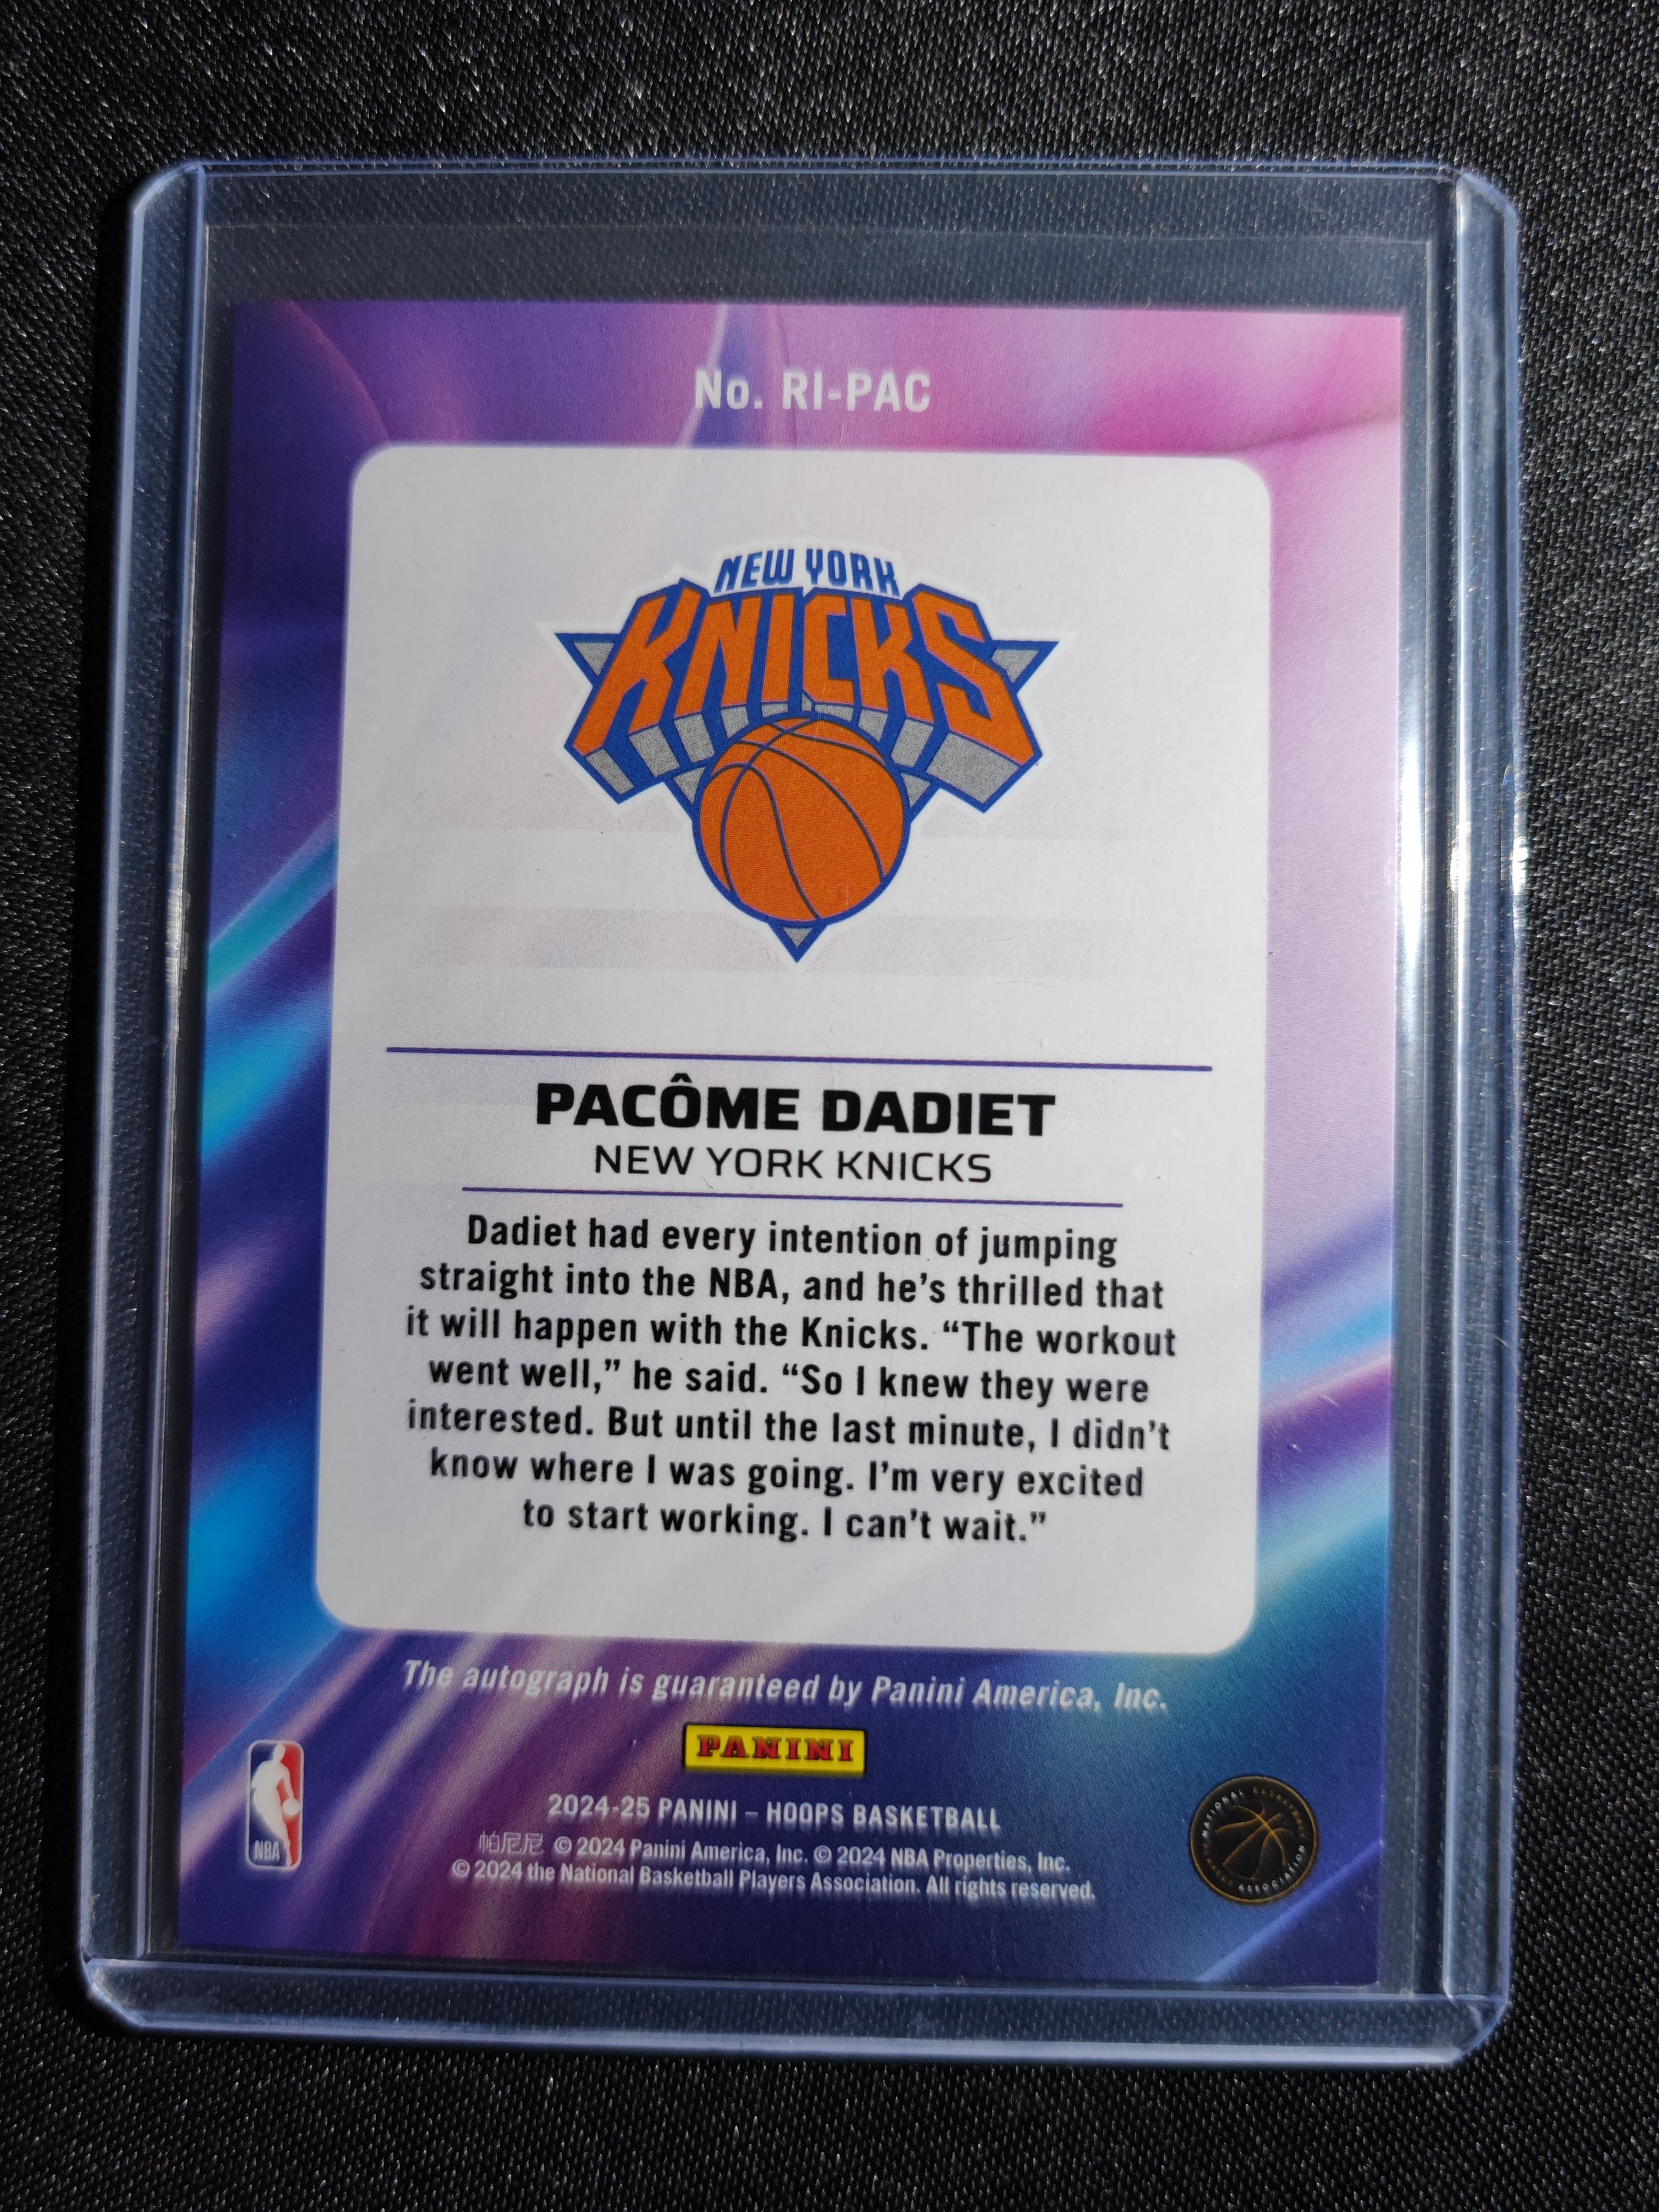 No. RI-PAC
NEW YORK
KNICKS
PACÔME DADIET
NEW YORK KNICKS
Dadiet had every intention of jumping
straight into the NBA, and he's thrilled that
it will happen with the Knicks. “The workout
went well,” he said. “So I knew they were
interested. But until the last minute, I didn't
know where I was going. I'm very excited
to start working. I can't wait.”
The autograph is guaranteed by Panini America, Inc.
PANINI
2024-25 PANINI – HOOPS BASKETBALL
帕尼尼 © 2024 Panini America, Inc. © 2024 NBA Properties, Inc.
© 2024 the National Basketball Players Association. All rights reserved.
NBA
NATIONAL BASKETBALL PLAYERS ASSOCIATION